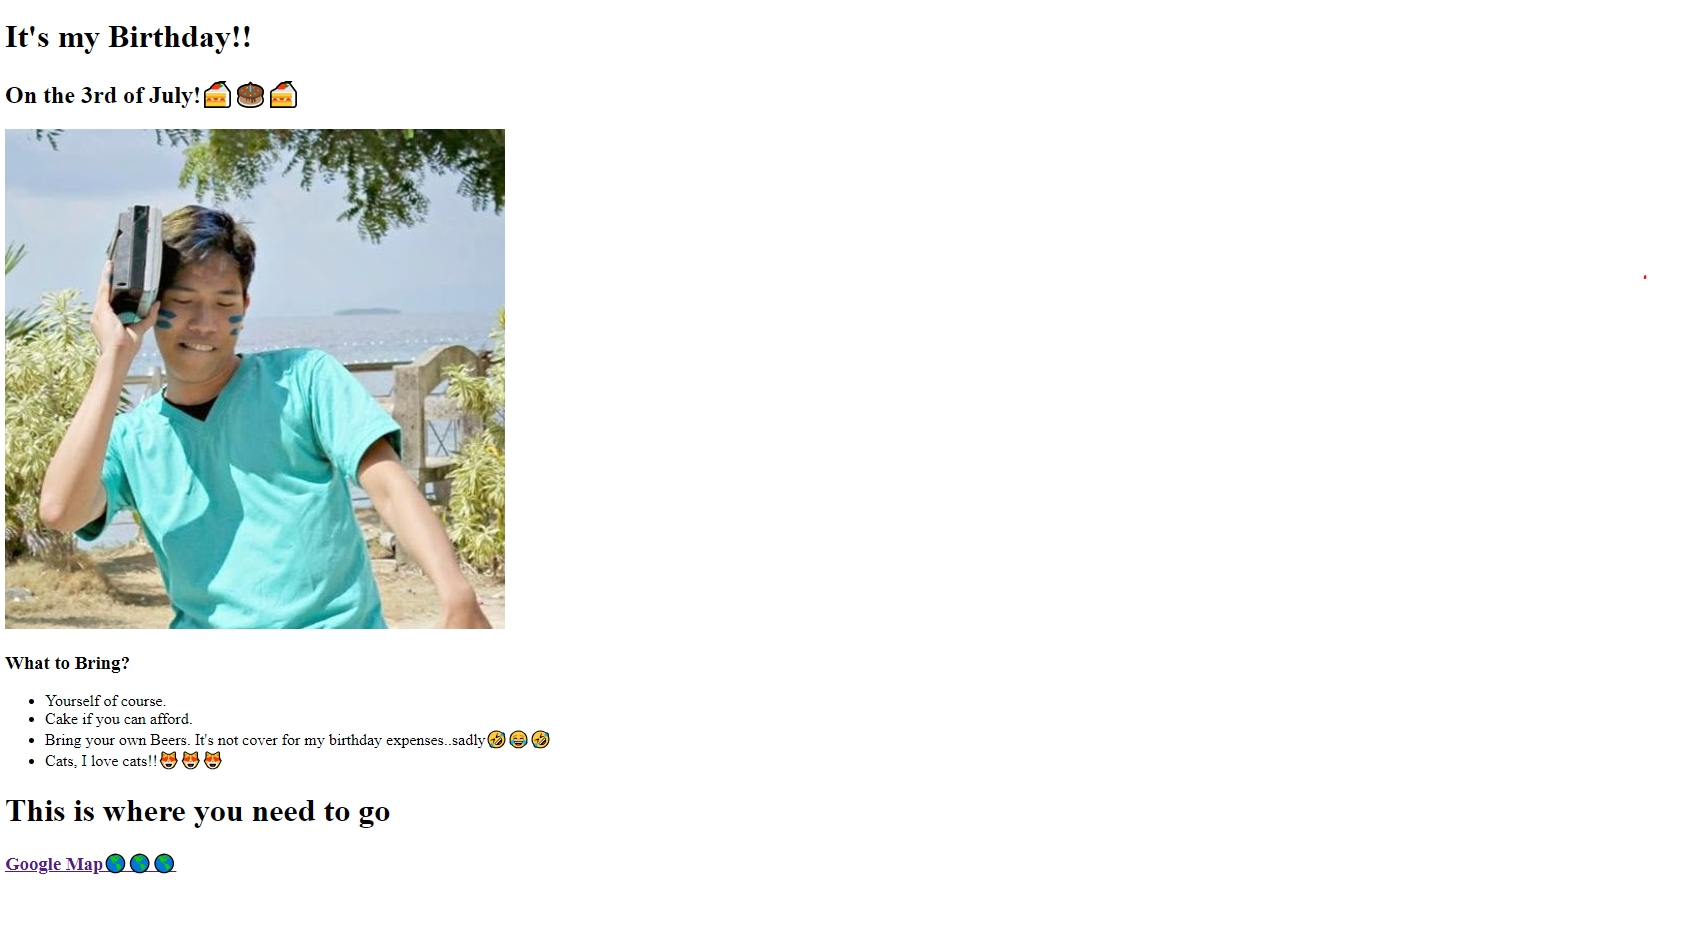 It's my Birthday!!
On the 3rd of July!🍰🎂🍰
What to Bring?
Yourself of course.
Cake if you can afford.
Bring your own Beers. It's not cover for my birthday expenses..sadly🤣😂🤣
Cats, I love cats!!😻😻😻
This is where you need to go
Google Map🌎🌎🌎